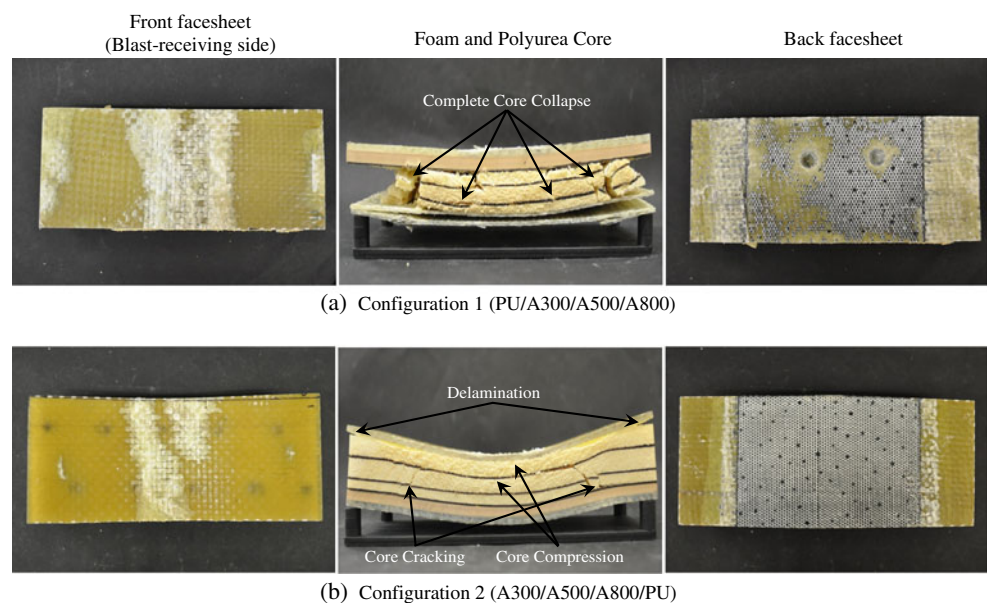 Front facesheet
(Blast-receiving side)
Foam and Polyurea Core
Back facesheet
Complete Core Collapse
(a) Configuration 1 (PU/A300/A500/A800)
Delamination
Core Cracking
Core Compression
(b) Configuration 2 (A300/A500/A800/PU)